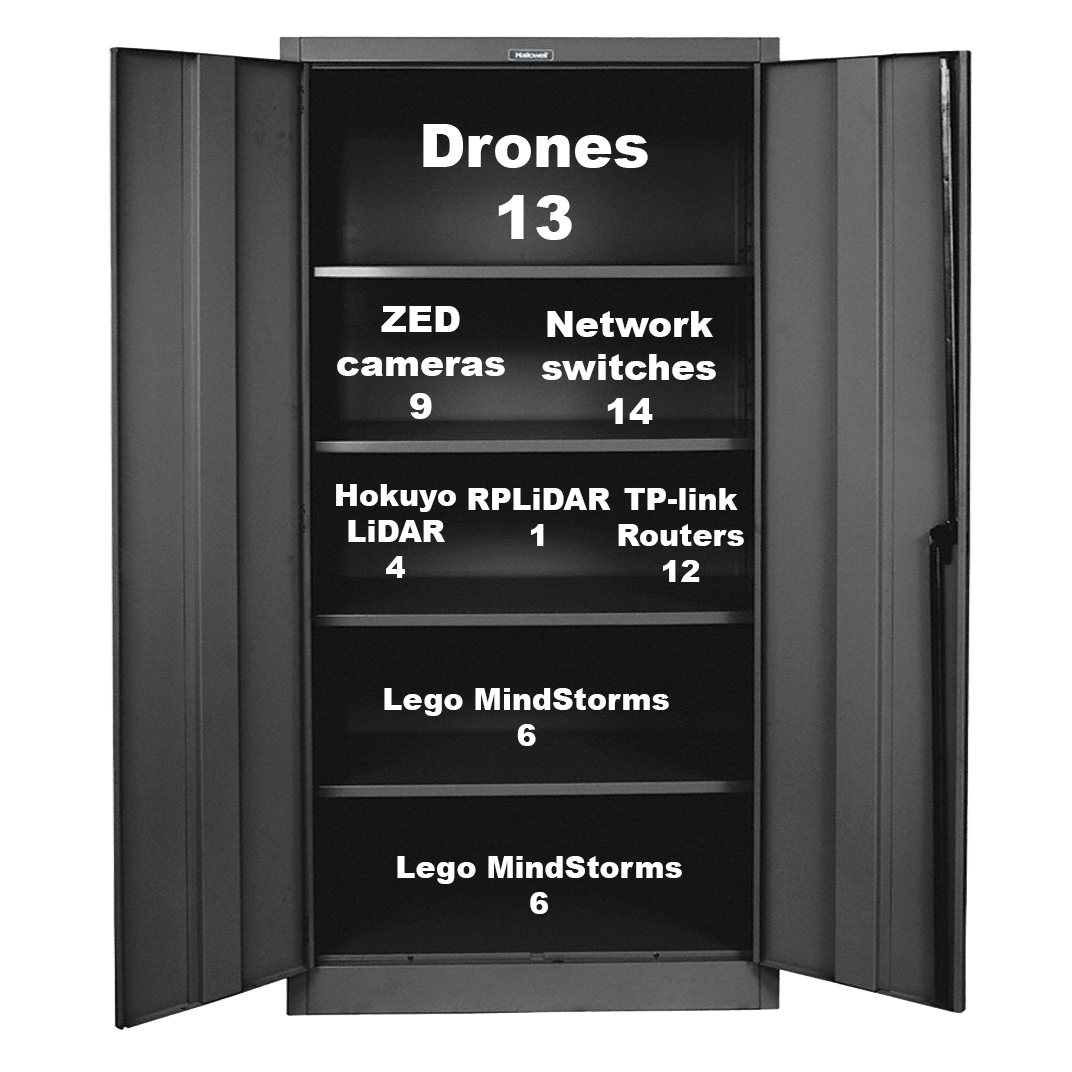 Hallowell
Drones
13
ZED
cameras
9
Network
switches
14
Hokuyo
LiDAR
4
RPLiDAR
1
TP-link
Routers
12
Lego MindStorms
6
Lego MindStorms
6